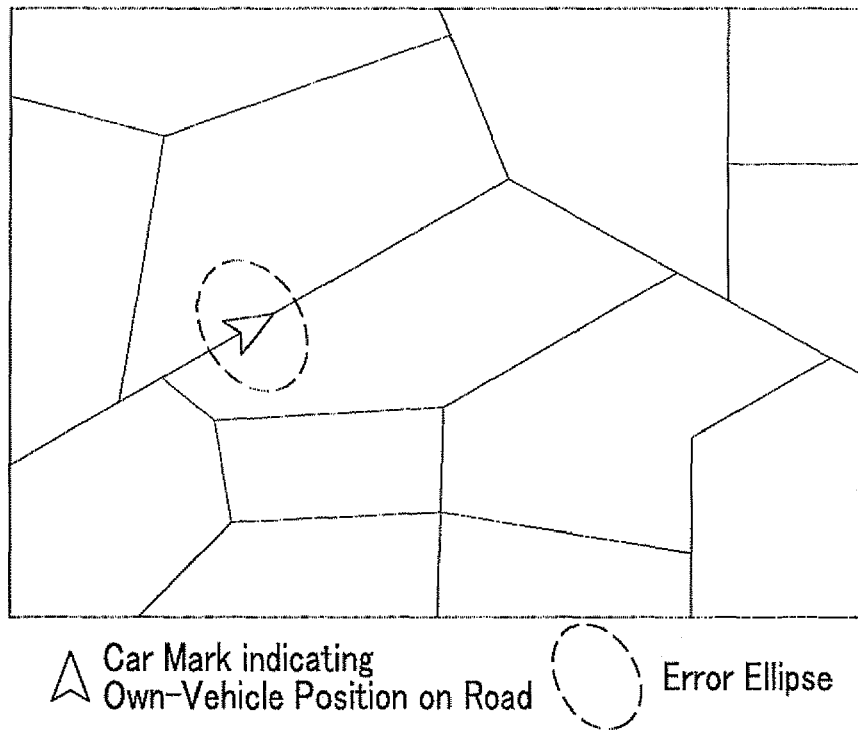 Car Mark indicating
Own-Vehicle Position on Road
Error Ellipse